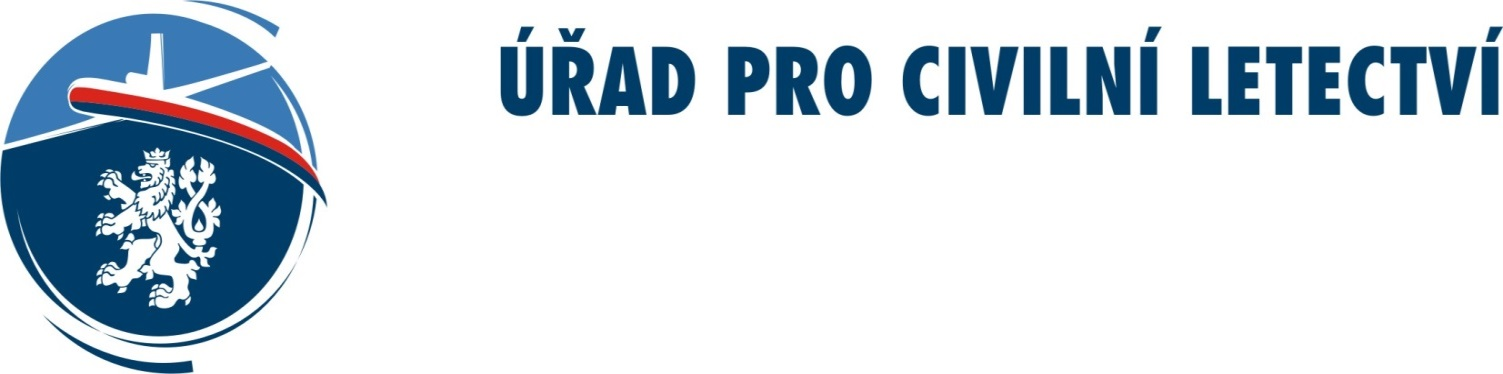 ÚŘAD PRO CIVILNÍ LETECTVÍ